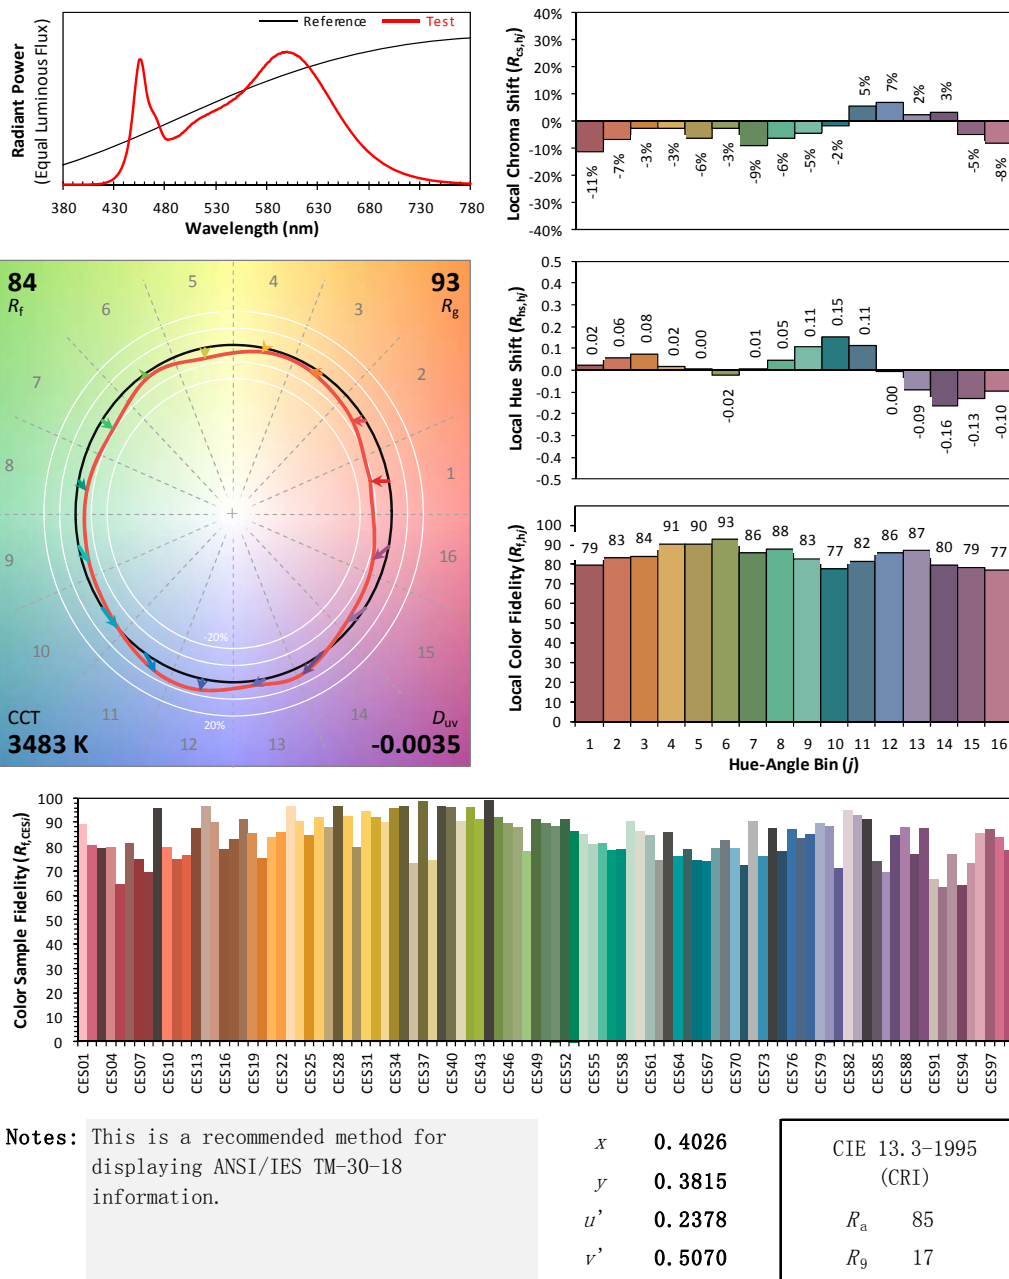 Reference
Test
Radiant Power
(Equal Luminous Flux)
380 430 480 530 580 630 680 730 780
Wavelength (nm)
Local Chroma Shift (Rcs,hj)
40%
30%
20%
10%
0%
-10%
-20%
-30%
-40%
-11% -7% -3% -3% -6% -3% -9% -6% -5% -2% 5% 7% 2% 3% -5% -8%
84
Rf
93
Rg
1
2
3
4
5
6
7
8
9
10
11
12
13
14
15
16
-20%
20%
CCT
3483 K
Duv
-0.0035
Local Hue Shift (Rhs,hj)
0.5
0.4
0.3
0.2
0.1
0.0
-0.1
-0.2
-0.3
-0.4
-0.5
0.02 0.06 0.08 0.02 0.00 -0.02 0.01 0.05 0.11 0.15 0.11 0.00 -0.09 -0.16 -0.13 -0.10
Local Color Fidelity (Rf,hj)
100
90
80
70
60
50
40
30
20
10
0
79 83 84 91 90 93 86 88 83 77 82 86 87 80 79 77
1 2 3 4 5 6 7 8 9 10 11 12 13 14 15 16
Hue-Angle Bin (j)
Color Sample Fidelity (Rf,CESi)
100
90
80
70
60
50
40
30
20
10
0
CES01 CES04 CES07 CES10 CES13 CES16 CES19 CES22 CES25 CES28 CES31 CES34 CES37 CES40 CES43 CES46 CES49 CES52 CES55 CES58 CES61 CES64 CES67 CES70 CES73 CES76 CES79 CES82 CES85 CES88 CES91 CES94 CES97
Notes: This is a recommended method for
displaying ANSI/IES TM-30-18
information.
x 0.4026
y 0.3815
u' 0.2378
v' 0.5070
CIE 13.3-1995
(CRI)
Ra 85
R9 17